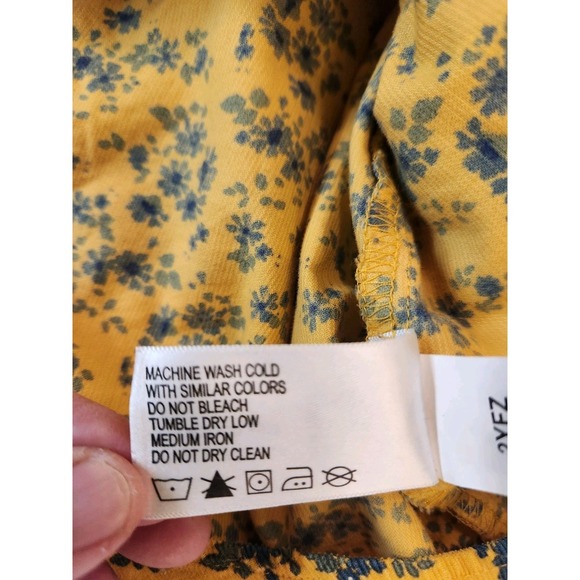 MACHINE WASH COLD
WITH SIMILAR COLORS
DO NOT BLEACH
TUMBLE DRY LOW
MEDIUM IRON
DO NOT DRY CLEAN